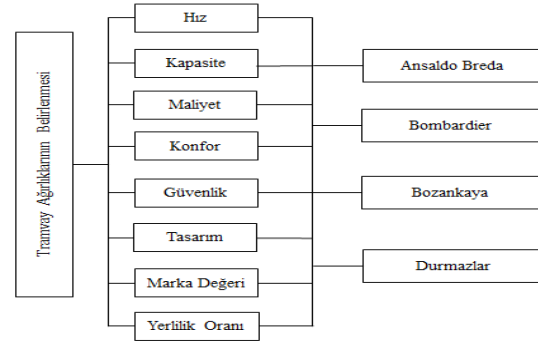 Tramvay Ağırlıklarının Belirlenmesi
Hız
Kapasite
Maliyet
Konfor
Güvenlik
Tasarım
Marka Değeri
Yerlilik Oranı
Ansaldo Breda
Bombardier
Bozankaya
Durmazlar